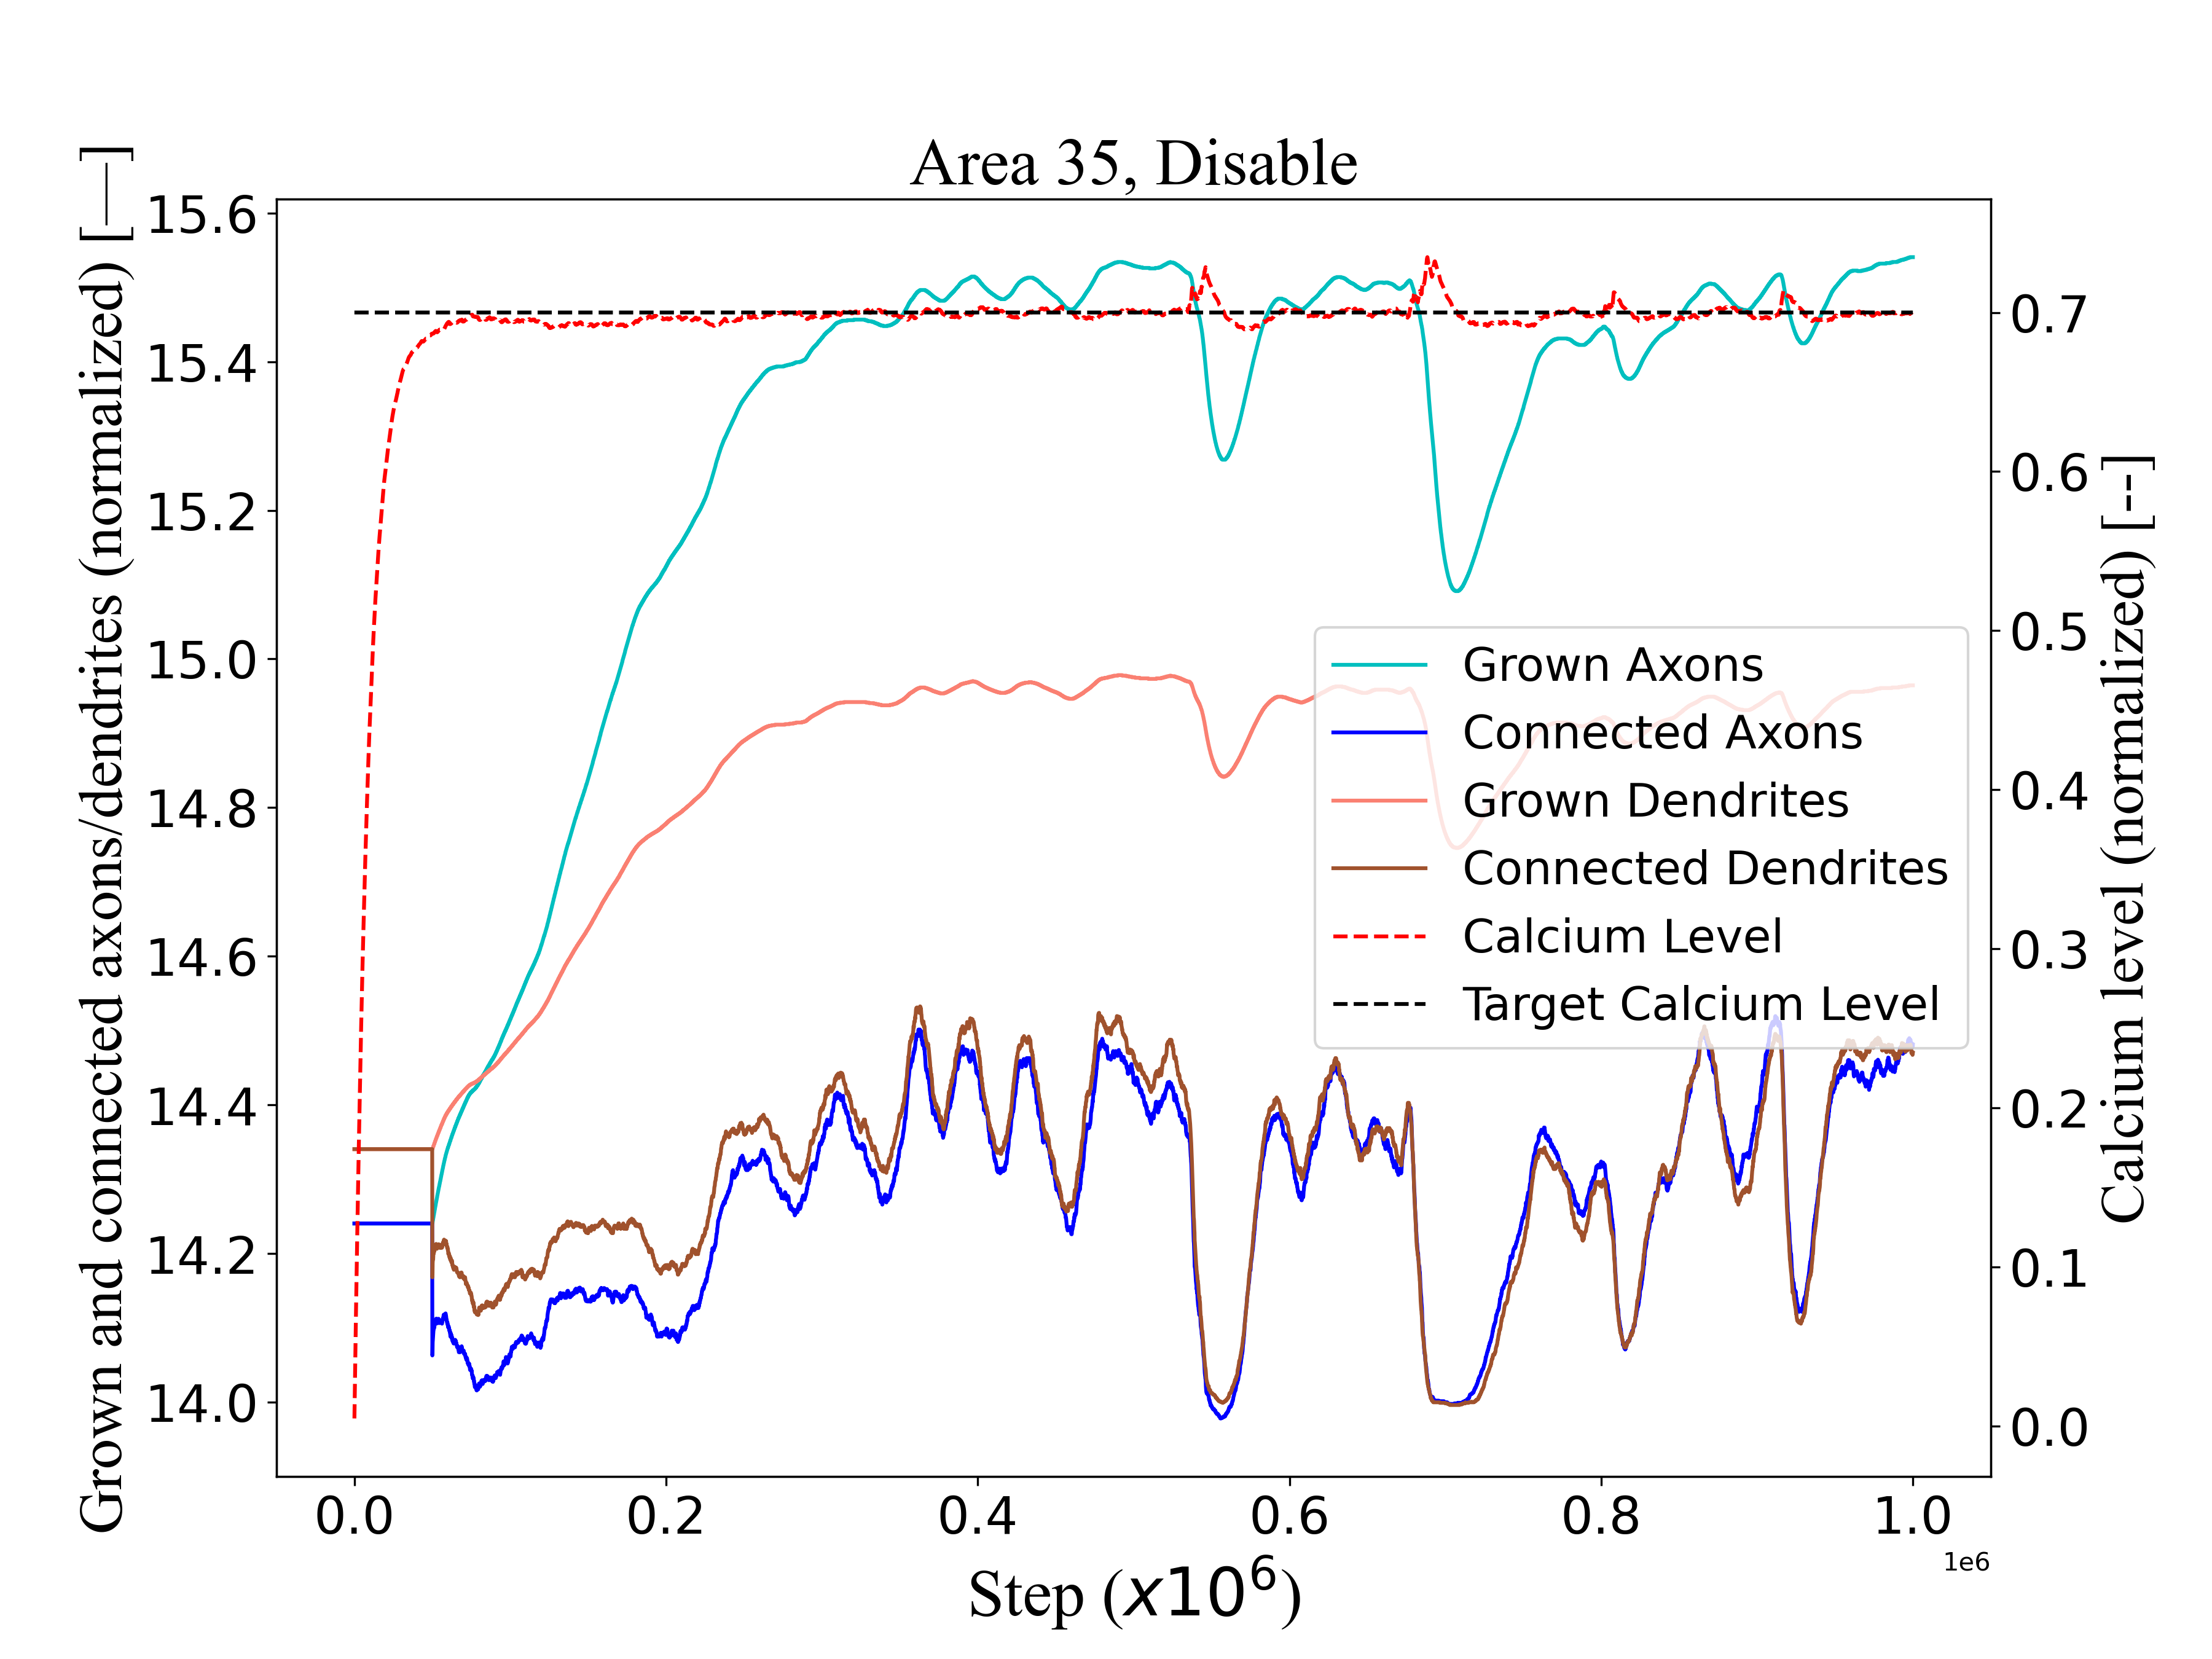 Area 35, Disable
Grown and connected axons/dendrites (normalized) [—]
15.6
15.4
15.2
15.0
14.8
14.6
14.4
14.2
14.0
0.7
0.6
0.5
0.4
0.3
0.2
0.1
0.0
Calcium level (normalized) [--]
Grown Axons
Connected Axons
Grown Dendrites
Connected Dendrites
Calcium Level
Target Calcium Level
0.0 0.2 0.4 0.6 0.8 1.0
1e6
Step (x10⁶)